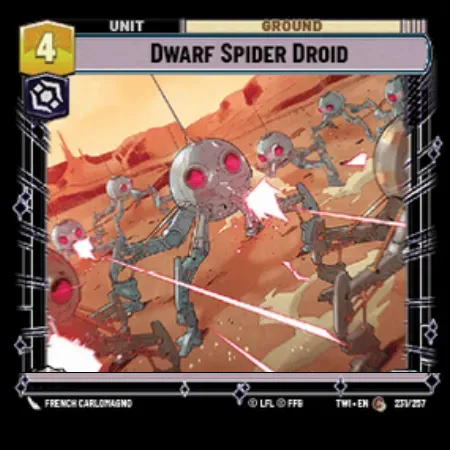 UNIT GROUND
4
DWARF SPIDER DROID
FRENCH CARLOMAGNO © LFL © FFG TWI • EN 231/257